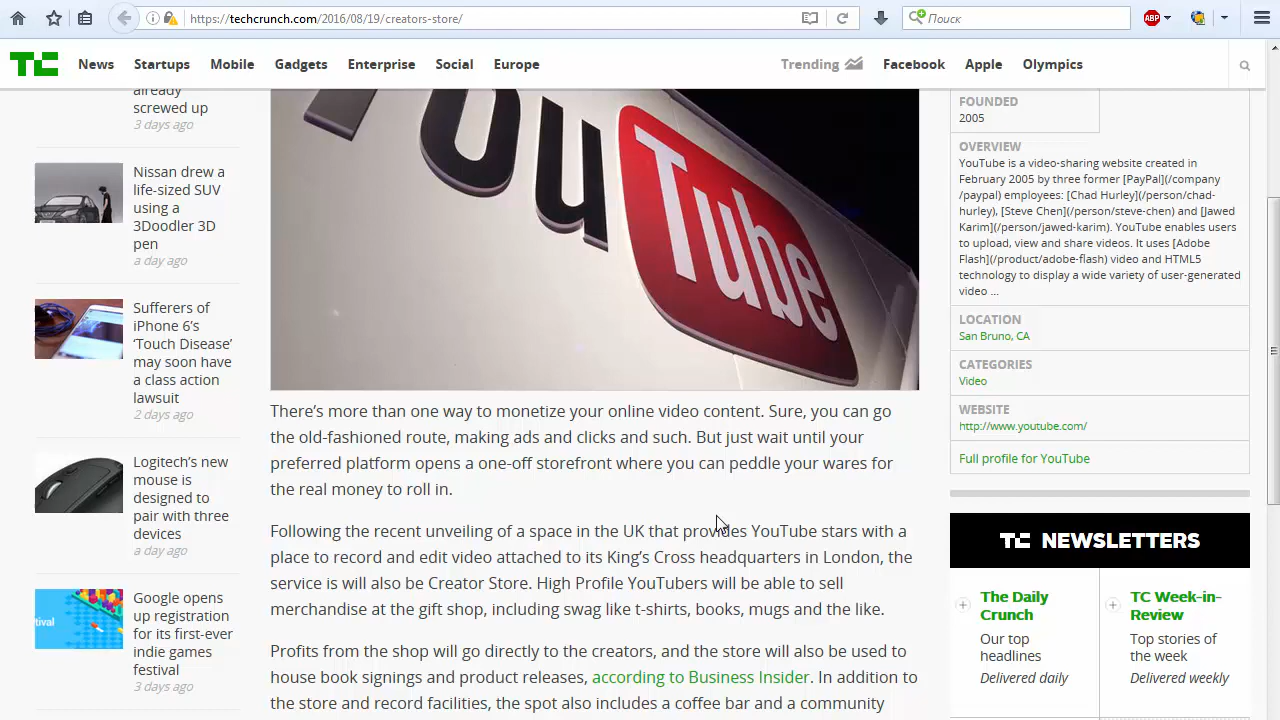 https://techcrunch.com/2016/08/19/creators-store/
Поиск
ABP
TC
News
Startups
Mobile
Gadgets
Enterprise
Social
Europe
Trending
Facebook
Apple
Olympics
already
screwed up
3 days ago
Nissan drew a
life-sized SUV
using a
3Doodler 3D
pen
a day ago
Sufferers of
iPhone 6’s
‘Touch Disease’
may soon have
a class action
lawsuit
2 days ago
Logitech’s new
mouse is
designed to
pair with three
devices
a day ago
tival
Google opens
up registration
for its first-ever
indie games
festival
3 days ago
You Tube
There’s more than one way to monetize your online video content. Sure, you can go
the old-fashioned route, making ads and clicks and such. But just wait until your
preferred platform opens a one-off storefront where you can peddle your wares for
the real money to roll in.
Following the recent unveiling of a space in the UK that provides YouTube stars with a
place to record and edit video attached to its King’s Cross headquarters in London, the
service is will also be Creator Store. High Profile YouTubers will be able to sell
merchandise at the gift shop, including swag like t-shirts, books, mugs and the like.
Profits from the shop will go directly to the creators, and the store will also be used to
house book signings and product releases, according to Business Insider. In addition to
the store and record facilities, the spot also includes a coffee bar and a community
FOUNDED
2005
OVERVIEW
YouTube is a video-sharing website created in
February 2005 by three former [PayPal](/company
/paypal) employees: [Chad Hurley](/person/chad-
hurley), [Steve Chen](/person/steve-chen) and [Jawed
Karim](/person/jawed-karim). YouTube enables users
to upload, view and share videos. It uses [Adobe
Flash](/product/adobe-flash) video and HTML5
technology to display a wide variety of user-generated
video ...
LOCATION
San Bruno, CA
CATEGORIES
Video
WEBSITE
http://www.youtube.com/
Full profile for YouTube
TC NEWSLETTERS
The Daily
Crunch
Our top
headlines
Delivered daily
TC Week-in-
Review
Top stories of
the week
Delivered weekly